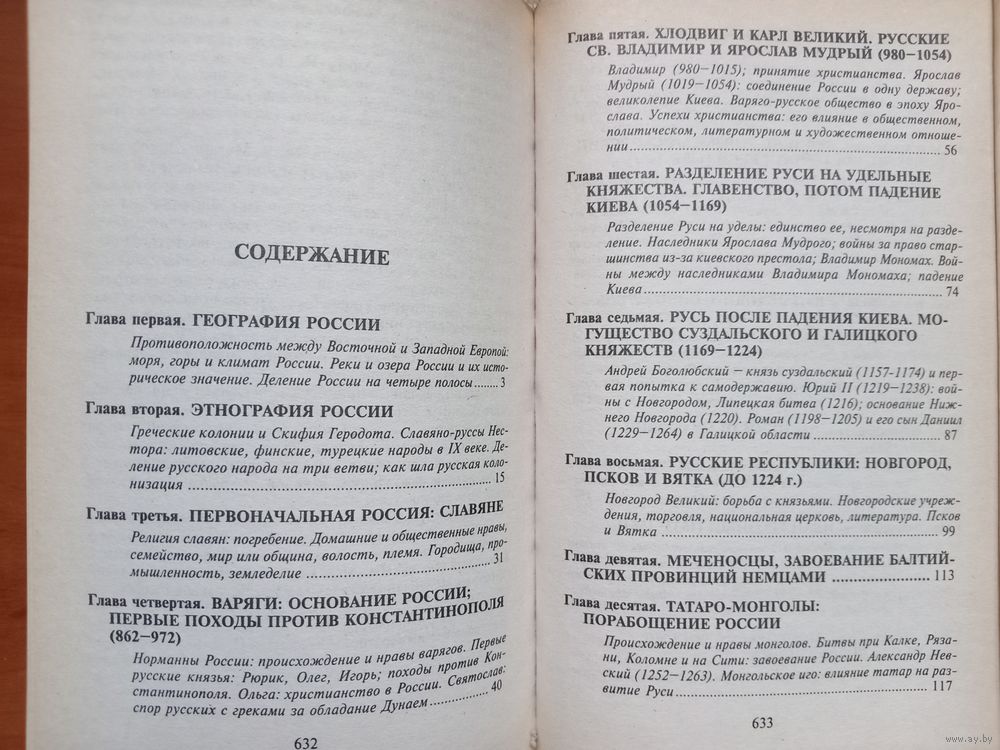 СОДЕРЖАНИЕ
Глава первая. ГЕОГРАФИЯ РОССИИ
Противоположность между Восточной и Западной Европой:
моря, горы и климат России. Реки и озера России и их исто-
рическое значение. Деление России на четыре полосы ........ 3
Глава вторая. ЭТНОГРАФИЯ РОССИИ
Греческие колонии и Скифия Геродота. Славяно-руссы Нес-
тора: литовские, финские, турецкие народы в IX веке. Де-
ление русского народа на три ветви; как шла русская коло-
низация ........ 15
Глава третья. ПЕРВОНАЧАЛЬНАЯ РОССИЯ: СЛАВЯНЕ
Религия славян: погребение. Домашние и общественные нравы,
семейство, мир или община, волость, племя. Городища, про-
мышленность, земледелие ........ 31
Глава четвертая. ВАРЯГИ: ОСНОВАНИЕ РОССИИ;
ПЕРВЫЕ ПОХОДЫ ПРОТИВ КОНСТАНТИНОПОЛЯ
(862—972)
Норманны России: происхождение и нравы варягов. Первые
русские князья: Рюрик, Олег, Игорь; походы против Кон-
стантинополя. Ольга: христианство в России. Святослав:
спор русских с греками за обладание Дунаем ........ 40
632
Глава пятая. ХЛОДВИГ И КАРЛ ВЕЛИКИЙ. РУССКИЕ
СВ. ВЛАДИМИР И ЯРОСЛАВ МУДРЫЙ (980—1054)
Владимир (980—1015); принятие христианства. Ярослав
Мудрый (1019—1054): соединение России в одну державу;
великолепие Киева. Варяго-русское общество в эпоху Яро-
слава. Успехи христианства: его влияние в общественном,
политическом, литературном и художественном отноше-
нии ........ 56
Глава шестая. РАЗДЕЛЕНИЕ РУСИ НА УДЕЛЬНЫЕ
КНЯЖЕСТВА. ГЛАВЕНСТВО, ПОТОМ ПАДЕНИЕ
КИЕВА (1054—1169)
Разделение Руси на уделы: единство ее, несмотря на разде-
ление. Наследники Ярослава Мудрого; войны за право стар-
шинства из-за киевского престола; Владимир Мономах. Вой-
ны между наследниками Владимира Мономаха; падение
Киева ........ 74
Глава седьмая. РУСЬ ПОСЛЕ ПАДЕНИЯ КИЕВА. МО-
ГУЩЕСТВО СУЗДАЛЬСКОГО И ГАЛИЦКОГО
КНЯЖЕСТВ (1169—1224)
Андрей Боголюбский — князь суздальский (1157-1174) и пер-
вая попытка к самодержавию. Юрий II (1219—1238): вой-
ны с Новгородом, Липецкая битва (1216); основание Ниж-
него Новгорода (1220). Роман (1198—1205) и его сын Даниил
(1229—1264) в Галицкой области ........ 87
Глава восьмая. РУССКИЕ РЕСПУБЛИКИ: НОВГОРОД,
ПСКОВ И ВЯТКА (ДО 1224 г.)
Новгород Великий: борьба с князьями. Новгородские учреж-
дения, торговля, национальная церковь, литература. Псков
и Вятка ........ 99
Глава девятая. МЕЧЕНОСЦЫ, ЗАВОЕВАНИЕ БАЛТИЙ-
СКИХ ПРОВИНЦИЙ НЕМЦАМИ ........ 113
Глава десятая. ТАТАРО-МОНГОЛЫ:
ПОРАБОЩЕНИЕ РОССИИ
Происхождение и нравы монголов. Битвы при Калке, Ряза-
ни, Коломне и на Сити: завоевание России. Александр Нев-
ский (1252—1263). Монгольское иго: влияние татар на раз-
витие Руси ........ 117
633
www.ay.by